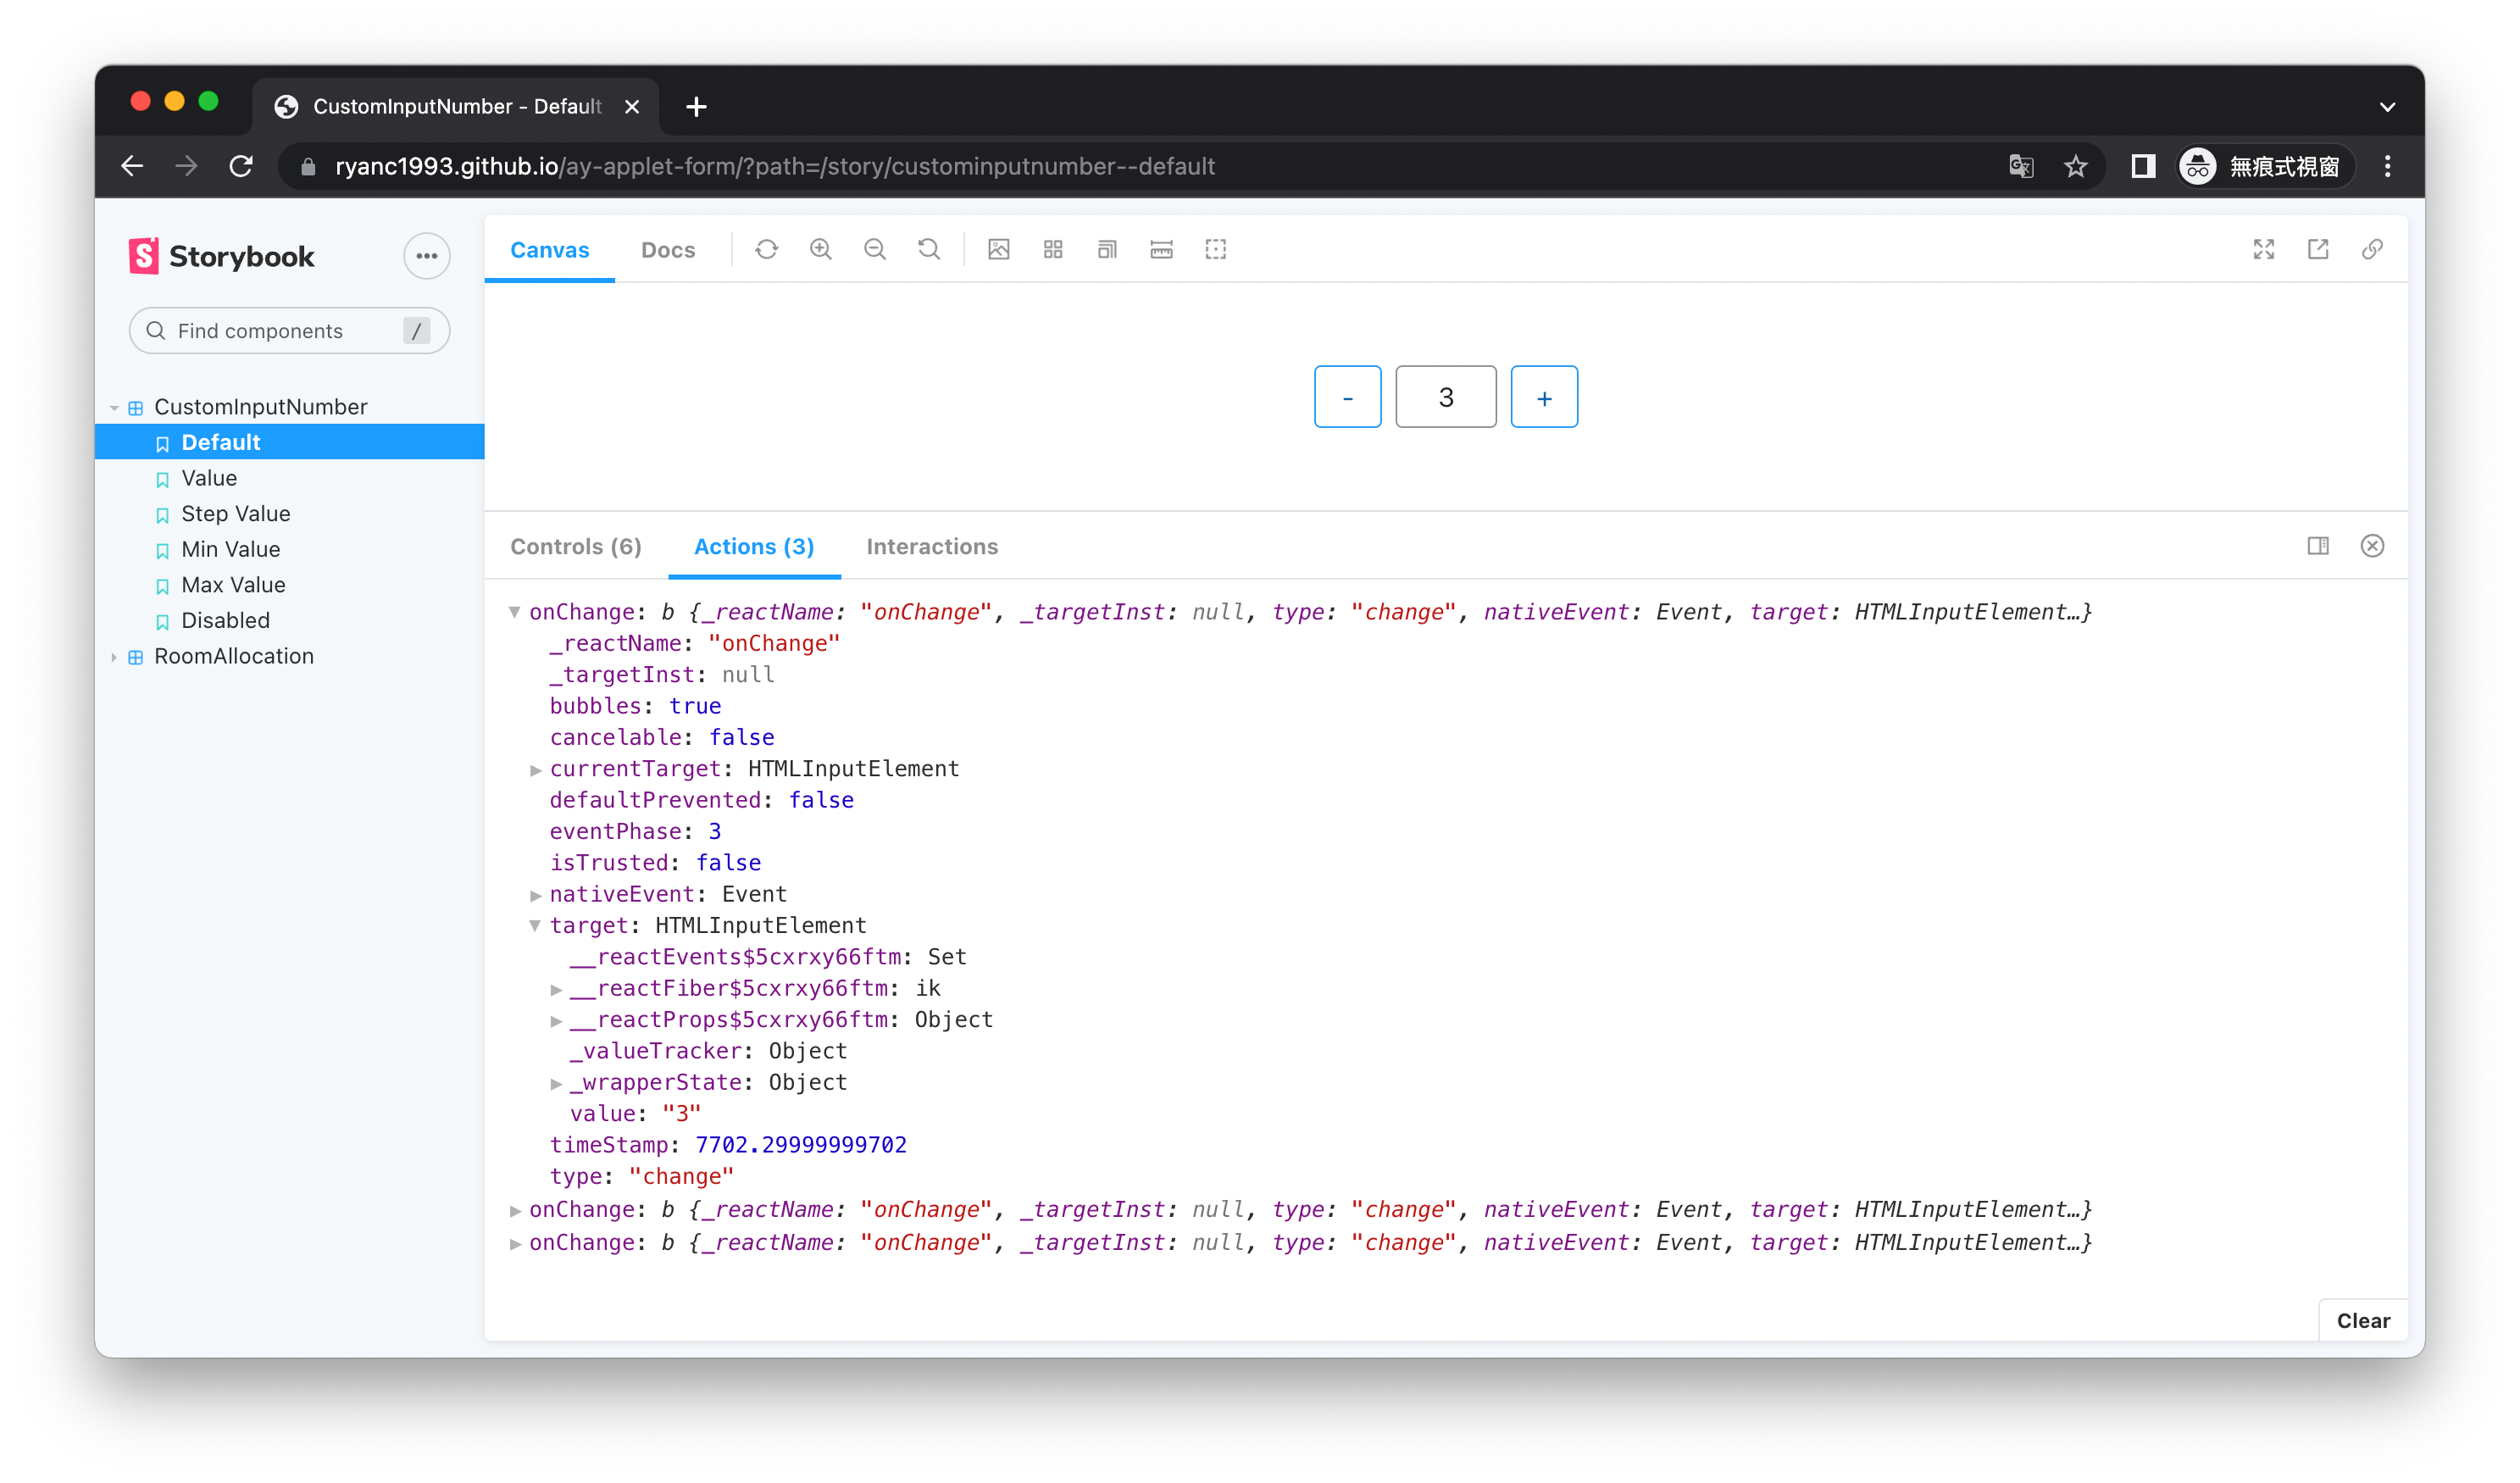 CustomInputNumber - Default
ryanc1993.github.io/ay-applet-form/?path=/story/custominputnumber--default
無痕式視窗
Storybook
Find components /
CustomInputNumber
Default
Value
Step Value
Min Value
Max Value
Disabled
RoomAllocation
Canvas Docs
- 3 +
Controls (6) Actions (3) Interactions
onChange: b {_reactName: "onChange", _targetInst: null, type: "change", nativeEvent: Event, target: HTMLInputElement…}
_reactName: "onChange"
_targetInst: null
bubbles: true
cancelable: false
currentTarget: HTMLInputElement
defaultPrevented: false
eventPhase: 3
isTrusted: false
nativeEvent: Event
target: HTMLInputElement
__reactEvents$5cxrxy66ftm: Set
__reactFiber$5cxrxy66ftm: ik
__reactProps$5cxrxy66ftm: Object
_valueTracker: Object
_wrapperState: Object
value: "3"
timeStamp: 7702.29999999702
type: "change"
onChange: b {_reactName: "onChange", _targetInst: null, type: "change", nativeEvent: Event, target: HTMLInputElement…}
onChange: b {_reactName: "onChange", _targetInst: null, type: "change", nativeEvent: Event, target: HTMLInputElement…}
Clear